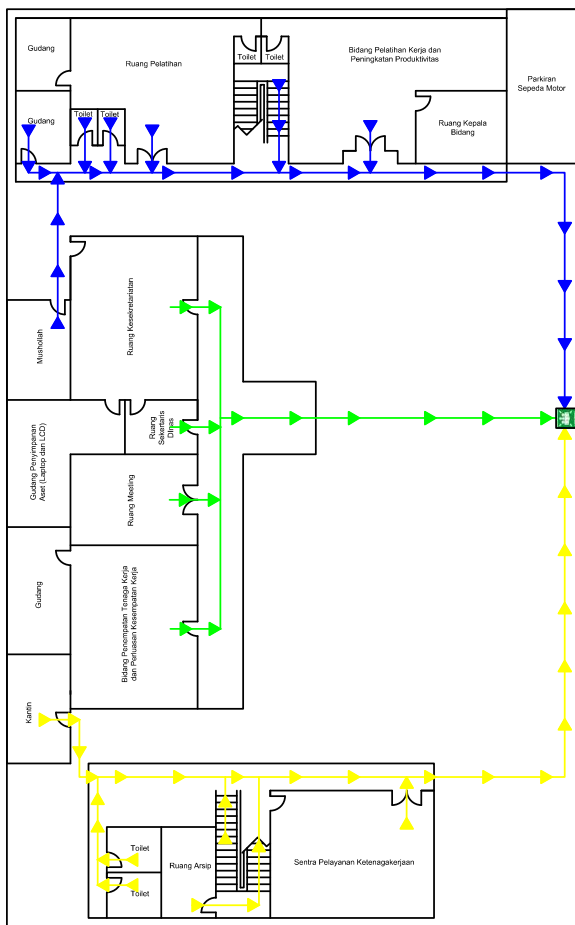 Gudang
Ruang Pelatihan
Toilet
Toilet
Bidang Pelatihan Kerja dan
Peningkatan Produktivitas
Parkiran
Sepeda Motor
Gudang
Toilet
Toilet
Ruang Kepala
Bidang
Mushollah
Ruang Kesekretariatan
Gudang Penyimpanan
Aset (Laptop dan LCD)
Ruang
Sekertaris
DInas
Ruang Meeting
Gudang
Bidang Penempatan Tenaga Kerja
dan Perluasan Kesempatan Kerja
Kantin
Toilet
Toilet
Ruang Arsip
Sentra Pelayanan Ketenagakerjaan